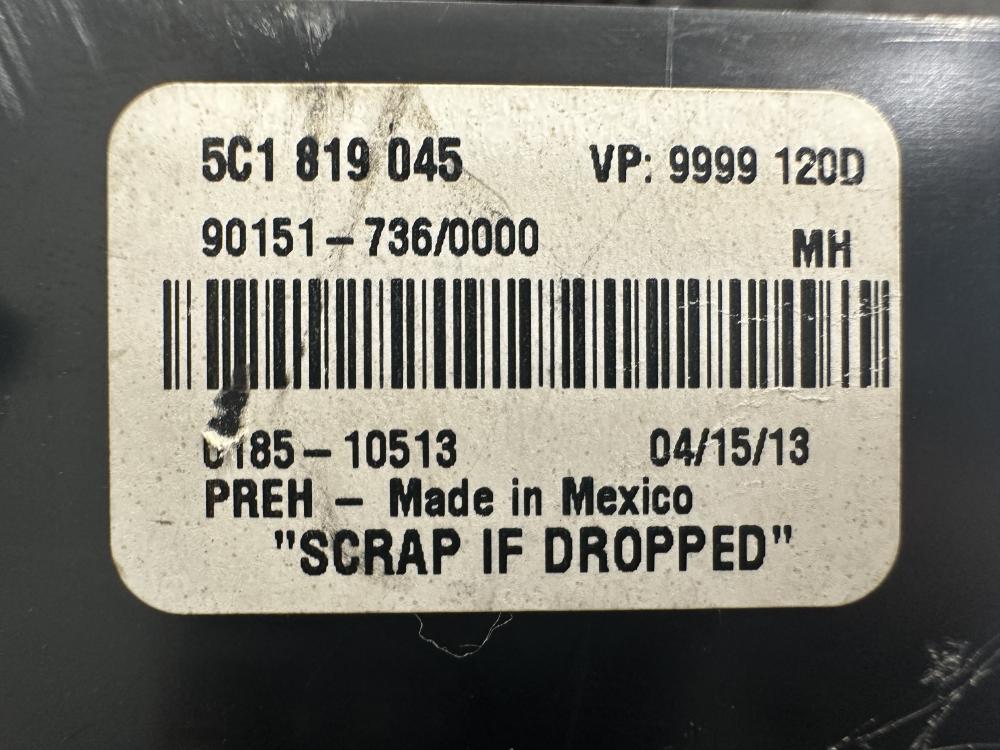 5C1 819 045 VP: 9999 120D
90151-736/0000 MH
0185-10513 04/15/13
PREH - Made in Mexico
"SCRAP IF DROPPED"